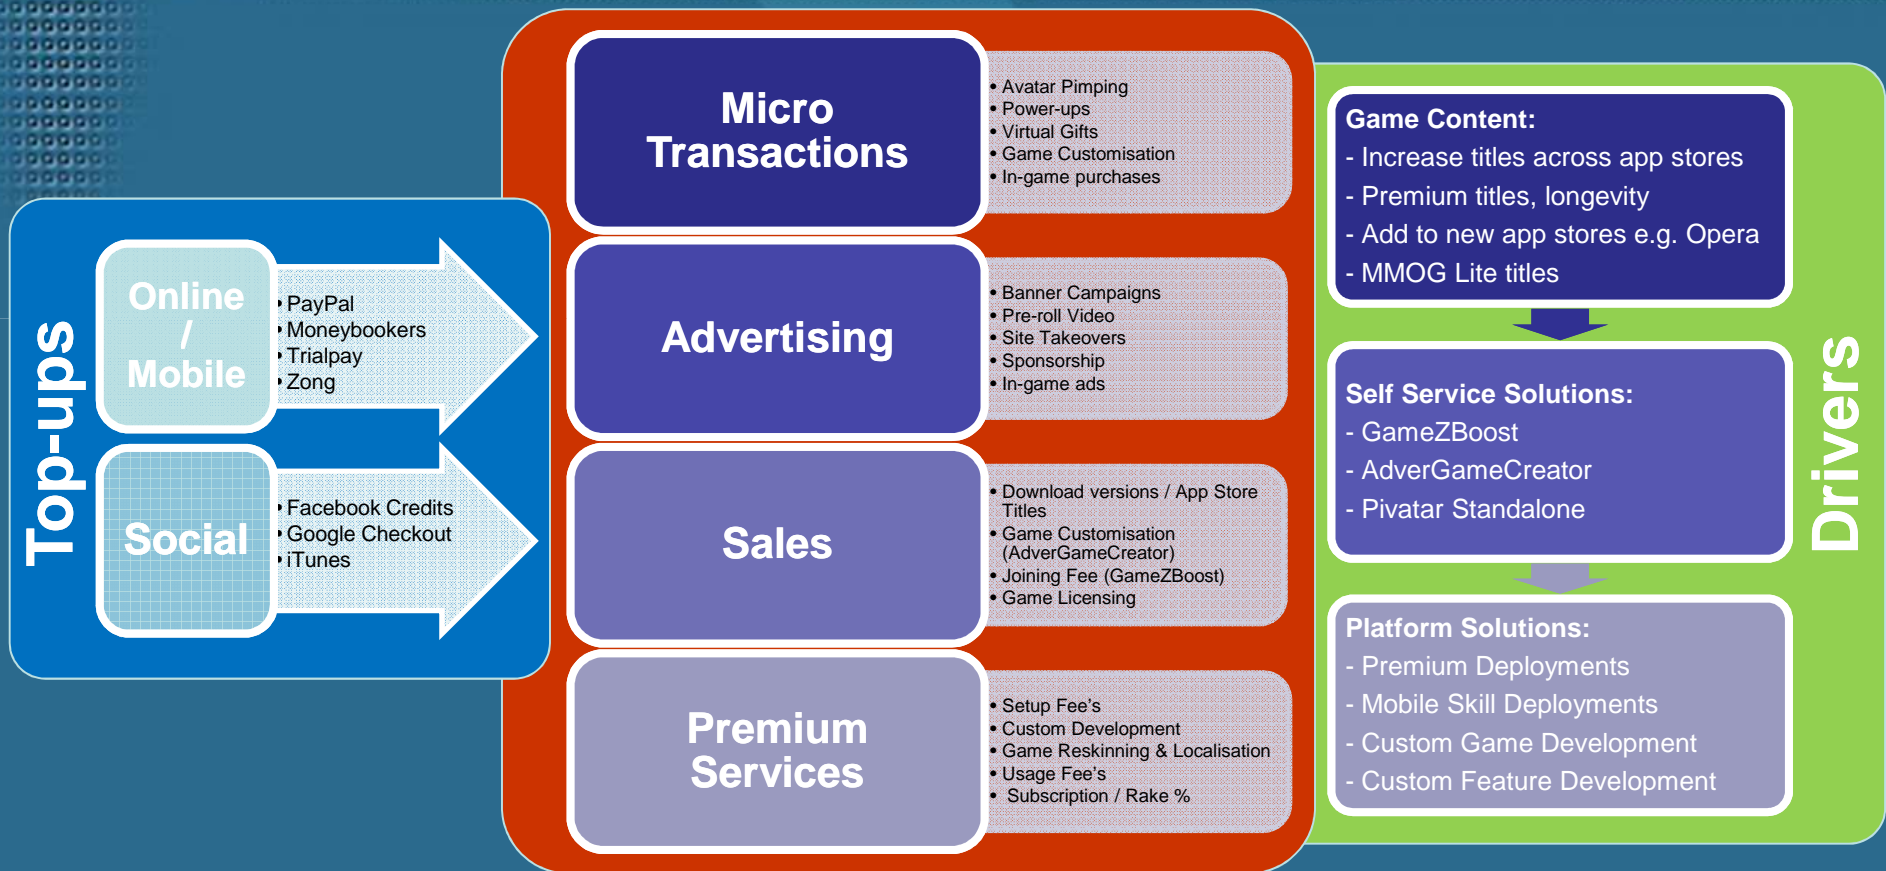 Top-ups
Online
/
Mobile
• PayPal
• Moneybookers
• Trialpay
• Zong
Social
• Facebook Credits
• Google Checkout
• iTunes
Micro
Transactions
• Avatar Pimping
• Power-ups
• Virtual Gifts
• Game Customisation
• In-game purchases
Advertising
• Banner Campaigns
• Pre-roll Video
• Site Takeovers
• Sponsorship
• In-game ads
Sales
• Download versions / App Store
Titles
• Game Customisation
(AdverGameCreator)
• Joining Fee (GameZBoost)
• Game Licensing
Premium
Services
• Setup Fee's
• Custom Development
• Game Reskinning & Localisation
• Usage Fee's
• Subscription / Rake %
Game Content:
- Increase titles across app stores
- Premium titles, longevity
- Add to new app stores e.g. Opera
- MMOG Lite titles
Self Service Solutions:
- GameZBoost
- AdverGameCreator
- Pivatar Standalone
Platform Solutions:
- Premium Deployments
- Mobile Skill Deployments
- Custom Game Development
- Custom Feature Development
Drivers